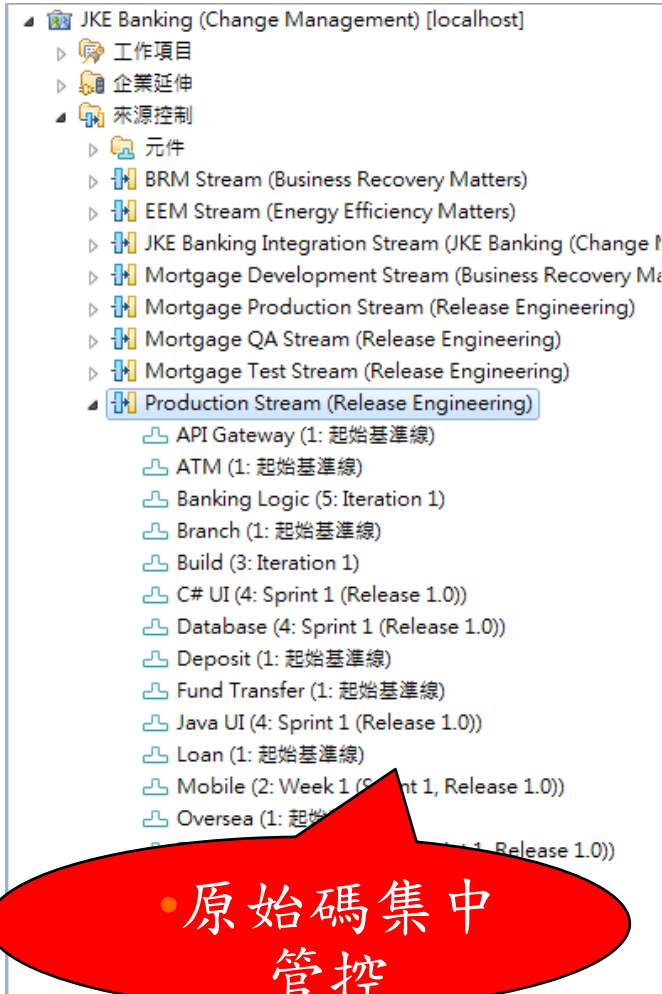 JKE Banking (Change Management) [localhost]
工作項目
企業延伸
來源控制
元件
BRM Stream (Business Recovery Matters)
EEM Stream (Energy Efficiency Matters)
JKE Banking Integration Stream (JKE Banking (Change
Mortgage Development Stream (Business Recovery Ma
Mortgage Production Stream (Release Engineering)
Mortgage QA Stream (Release Engineering)
Mortgage Test Stream (Release Engineering)
Production Stream (Release Engineering)
API Gateway (1: 起始基準線)
ATM (1: 起始基準線)
Banking Logic (5: Iteration 1)
Branch (1: 起始基準線)
Build (3: Iteration 1)
C# UI (4: Sprint 1 (Release 1.0))
Database (4: Sprint 1 (Release 1.0))
Deposit (1: 起始基準線)
Fund Transfer (1: 起始基準線)
Java UI (4: Sprint 1 (Release 1.0))
Loan (1: 起始基準線)
Mobile (2: Week 1 (S nt 1, Release 1.0))
Oversea (1: 起始
1, Release 1.0))
•原始碼集中
管控